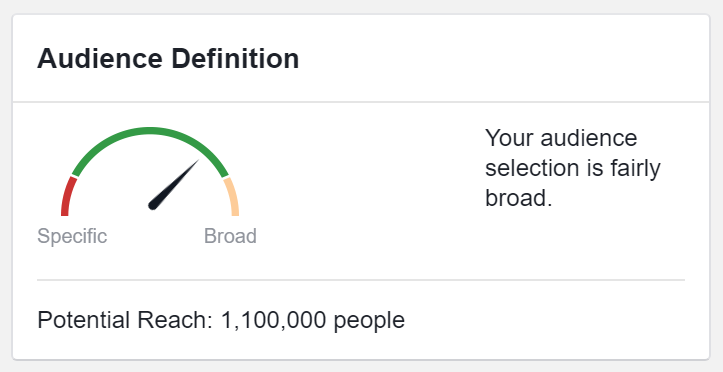 Audience Definition
Your audience
selection is fairly
broad.
Specific
Broad
Potential Reach: 1,100,000 people